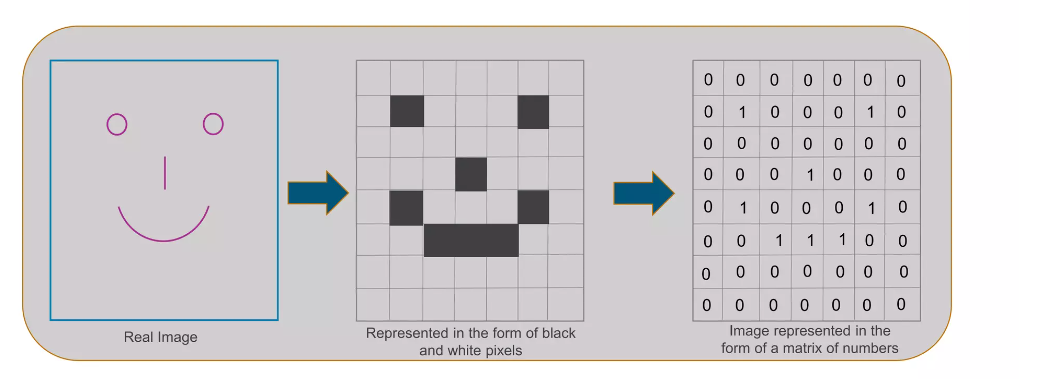 0 0 0 0 0 0 0
0 1 0 0 0 1 0
0 0 0 0 0 0 0
0 0 0 1 0 0 0
0 1 0 0 0 1 0
0 0 1 1 1 0 0
0 0 0 0 0 0 0
0 0 0 0 0 0 0
Real Image
Represented in the form of black
and white pixels
Image represented in the
form of a matrix of numbers